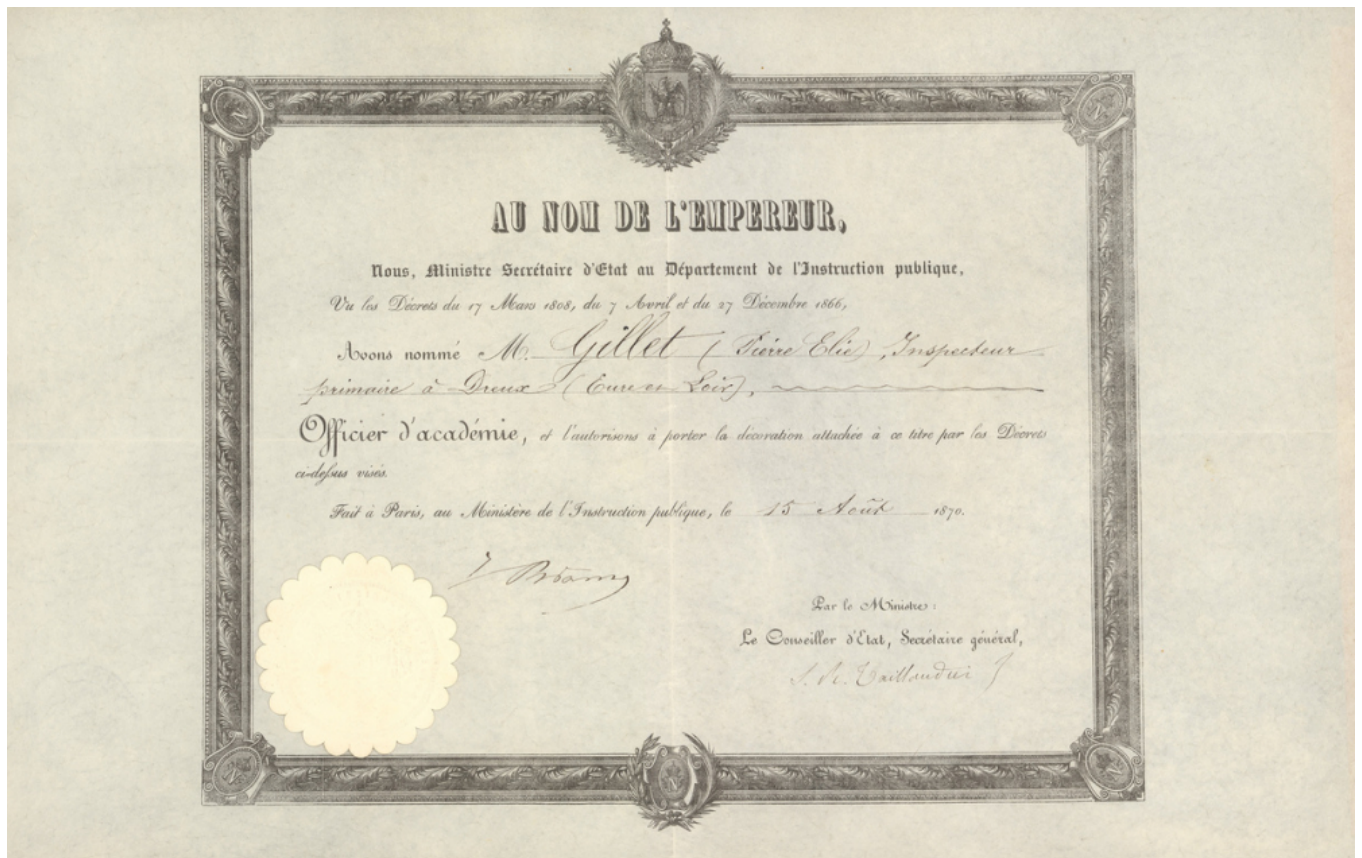 AU NOM DE L'EMPEREUR,
Nous, Ministre Secrétaire d'Etat au Département de l'Instruction publique,
Vu les Décrets du 17 Mars 1808, du 7 Avril et du 27 Décembre 1866,
Avons nommé M. Gillet (Pierre Elie), Inspecteur
primaire à Dreux (Eure en Loir),
Officier d'académie, et l'autorisons à porter la décoration attachée à ce titre par les Décrets
ci-dessus visés.
Fait à Paris, au Ministère de l'Instruction publique, le 15 Août 1870.
Par le Ministre:
Le Conseiller d'Etat, Secrétaire général,
S. R. Taillandier